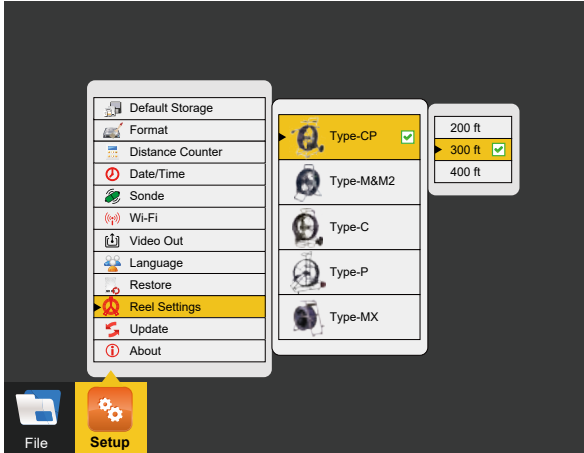 Default Storage
Format
Distance Counter
Date/Time
Sonde
Wi-Fi
Video Out
Language
Restore
Reel Settings
Update
About
Type-CP
Type-M&M2
Type-C
Type-P
Type-MX
200 ft
300 ft
400 ft
File
Setup